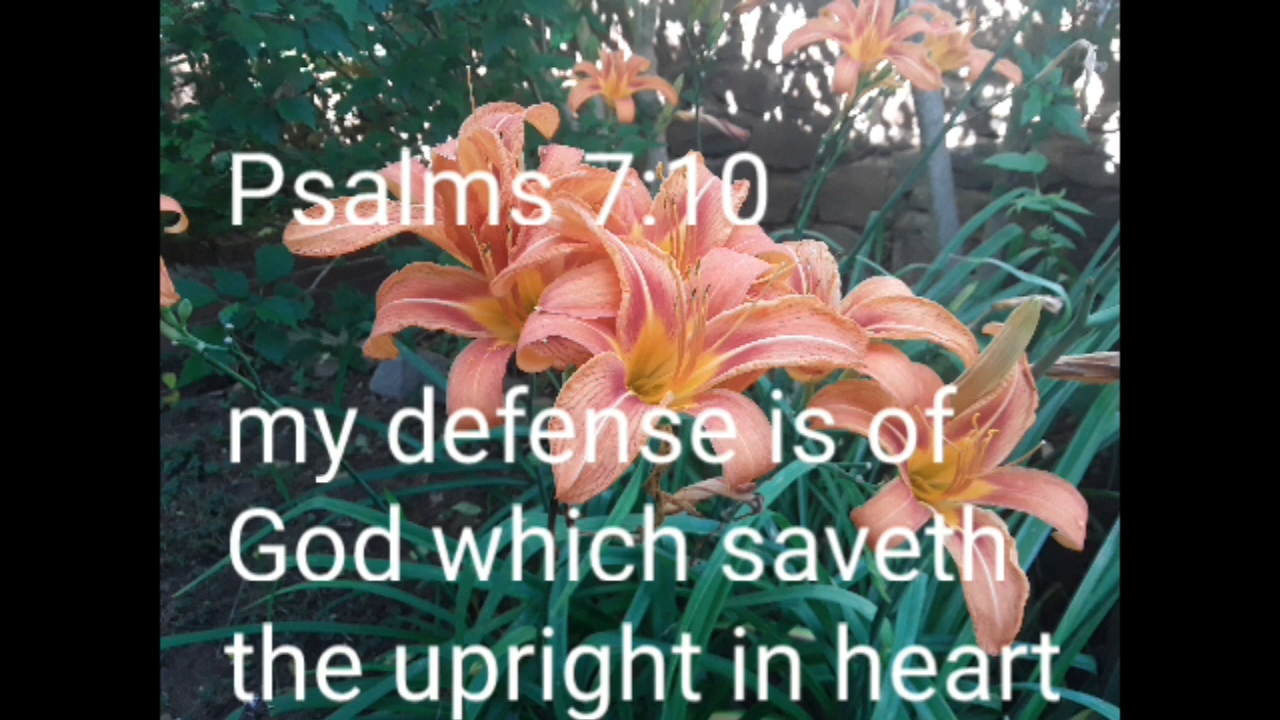 Psalms 7:10
my defense is of
God which saveth
the upright in heart